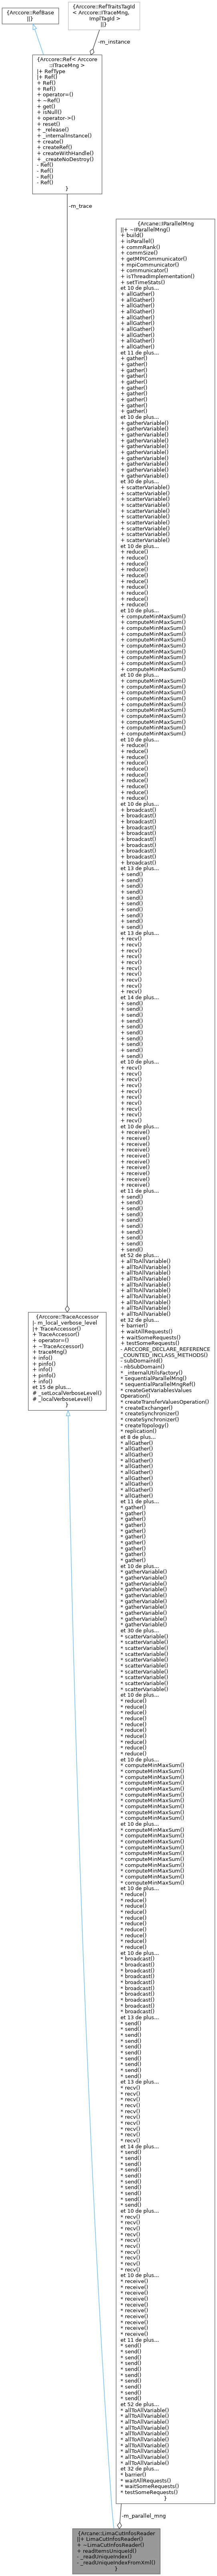 {Arccore::RefBase
||}
{Arccore::RefTraitsTagId
< Arccore::ITraceMng,
ImplTagId >
||}
-m_instance
{Arccore::Ref< Arccore
::ITraceMng >
|+ RefType
|+ Ref()
+ Ref()
+ Ref()
+ operator=()
+ ~Ref()
+ get()
+ isNull()
+ operator->()
+ reset()
+ _release()
+ _internalInstance()
+ create()
+ createRef()
+ createWithHandle()
+ _createNoDestroy()
- Ref()
- Ref()
- Ref()
- Ref()
}
-m_trace
{Arccore::TraceAccessor
|- m_local_verbose_level
|+ TraceAccessor()
+ TraceAccessor()
+ operator=()
+ ~TraceAccessor()
+ traceMng()
+ info()
+ pinfo()
+ info()
+ pinfo()
+ info()
et 15 de plus...
# _setLocalVerboseLevel()
# _localVerboseLevel()
}
{Arcane::IParallelMng
||+ ~IParallelMng()
+ build()
+ isParallel()
+ commRank()
+ commSize()
+ getMPICommunicator()
+ mpiCommunicator()
+ communicator()
+ isThreadImplementation()
+ setTimeStats()
et 10 de plus...
+ allGather()
+ allGather()
+ allGather()
+ allGather()
+ allGather()
+ allGather()
+ allGather()
+ allGather()
+ allGather()
+ allGather()
et 11 de plus...
+ gather()
+ gather()
+ gather()
+ gather()
+ gather()
+ gather()
+ gather()
+ gather()
+ gather()
+ gather()
et 10 de plus...
+ gatherVariable()
+ gatherVariable()
+ gatherVariable()
+ gatherVariable()
+ gatherVariable()
+ gatherVariable()
+ gatherVariable()
+ gatherVariable()
+ gatherVariable()
+ gatherVariable()
et 30 de plus...
+ scatterVariable()
+ scatterVariable()
+ scatterVariable()
+ scatterVariable()
+ scatterVariable()
+ scatterVariable()
+ scatterVariable()
+ scatterVariable()
+ scatterVariable()
+ scatterVariable()
et 10 de plus...
+ reduce()
+ reduce()
+ reduce()
+ reduce()
+ reduce()
+ reduce()
+ reduce()
+ reduce()
+ reduce()
+ reduce()
et 10 de plus...
+ computeMinMaxSum()
+ computeMinMaxSum()
+ computeMinMaxSum()
+ computeMinMaxSum()
+ computeMinMaxSum()
+ computeMinMaxSum()
+ computeMinMaxSum()
+ computeMinMaxSum()
+ computeMinMaxSum()
+ computeMinMaxSum()
et 10 de plus...
+ computeMinMaxSum()
+ computeMinMaxSum()
+ computeMinMaxSum()
+ computeMinMaxSum()
+ computeMinMaxSum()
+ computeMinMaxSum()
+ computeMinMaxSum()
+ computeMinMaxSum()
+ computeMinMaxSum()
+ computeMinMaxSum()
et 10 de plus...
+ reduce()
+ reduce()
+ reduce()
+ reduce()
+ reduce()
+ reduce()
+ reduce()
+ reduce()
+ reduce()
+ reduce()
et 10 de plus...
+ broadcast()
+ broadcast()
+ broadcast()
+ broadcast()
+ broadcast()
+ broadcast()
+ broadcast()
+ broadcast()
+ broadcast()
+ broadcast()
et 13 de plus...
+ send()
+ send()
+ send()
+ send()
+ send()
+ send()
+ send()
+ send()
+ send()
+ send()
et 13 de plus...
+ recv()
+ recv()
+ recv()
+ recv()
+ recv()
+ recv()
+ recv()
+ recv()
+ recv()
+ recv()
et 14 de plus...
+ send()
+ send()
+ send()
+ send()
+ send()
+ send()
+ send()
+ send()
+ send()
+ send()
et 10 de plus...
+ recv()
+ recv()
+ recv()
+ recv()
+ recv()
+ recv()
+ recv()
+ recv()
+ recv()
+ recv()
et 10 de plus...
+ receive()
+ receive()
+ receive()
+ receive()
+ receive()
+ receive()
+ receive()
+ receive()
+ receive()
+ receive()
et 11 de plus...
+ send()
+ send()
+ send()
+ send()
+ send()
+ send()
+ send()
+ send()
+ send()
+ send()
et 52 de plus...
+ allToAllVariable()
+ allToAllVariable()
+ allToAllVariable()
+ allToAllVariable()
+ allToAllVariable()
+ allToAllVariable()
+ allToAllVariable()
+ allToAllVariable()
+ allToAllVariable()
+ allToAllVariable()
et 32 de plus...
+ barrier()
+ waitAllRequests()
+ waitSomeRequests()
+ testSomeRequests()
- ARCCORE_DECLARE_REFERENCE
_COUNTED_INCLASS_METHODS()
- subDomainId()
- nbSubDomain()
* _internalUtilsFactory()
* sequentialParallelMng()
* sequentialParallelMngRef()
* createGetVariablesValues
Operation()
* createTransferValuesOperation()
* createExchanger()
* createSynchronizer()
* createSynchronizer()
* createTopology()
* replication()
et 8 de plus...
* allGather()
* allGather()
* allGather()
* allGather()
* allGather()
* allGather()
* allGather()
* allGather()
* allGather()
* allGather()
et 11 de plus...
* gather()
* gather()
* gather()
* gather()
* gather()
* gather()
* gather()
* gather()
* gather()
* gather()
et 10 de plus...
* gatherVariable()
* gatherVariable()
* gatherVariable()
* gatherVariable()
* gatherVariable()
* gatherVariable()
* gatherVariable()
* gatherVariable()
* gatherVariable()
* gatherVariable()
et 30 de plus...
* scatterVariable()
* scatterVariable()
* scatterVariable()
* scatterVariable()
* scatterVariable()
* scatterVariable()
* scatterVariable()
* scatterVariable()
* scatterVariable()
* scatterVariable()
et 10 de plus...
* reduce()
* reduce()
* reduce()
* reduce()
* reduce()
* reduce()
* reduce()
* reduce()
* reduce()
* reduce()
et 10 de plus...
* computeMinMaxSum()
* computeMinMaxSum()
* computeMinMaxSum()
* computeMinMaxSum()
* computeMinMaxSum()
* computeMinMaxSum()
* computeMinMaxSum()
* computeMinMaxSum()
* computeMinMaxSum()
* computeMinMaxSum()
et 10 de plus...
* computeMinMaxSum()
* computeMinMaxSum()
* computeMinMaxSum()
* computeMinMaxSum()
* computeMinMaxSum()
* computeMinMaxSum()
* computeMinMaxSum()
* computeMinMaxSum()
* computeMinMaxSum()
* computeMinMaxSum()
et 10 de plus...
* reduce()
* reduce()
* reduce()
* reduce()
* reduce()
* reduce()
* reduce()
* reduce()
* reduce()
* reduce()
et 10 de plus...
* broadcast()
* broadcast()
* broadcast()
* broadcast()
* broadcast()
* broadcast()
* broadcast()
* broadcast()
* broadcast()
* broadcast()
et 13 de plus...
* send()
* send()
* send()
* send()
* send()
* send()
* send()
* send()
* send()
* send()
et 13 de plus...
* recv()
* recv()
* recv()
* recv()
* recv()
* recv()
* recv()
* recv()
* recv()
* recv()
et 14 de plus...
* send()
* send()
* send()
* send()
* send()
* send()
* send()
* send()
* send()
* send()
et 10 de plus...
* recv()
* recv()
* recv()
* recv()
* recv()
* recv()
* recv()
* recv()
* recv()
* recv()
et 10 de plus...
* receive()
* receive()
* receive()
* receive()
* receive()
* receive()
* receive()
* receive()
* receive()
* receive()
et 11 de plus...
* send()
* send()
* send()
* send()
* send()
* send()
* send()
* send()
* send()
* send()
et 52 de plus...
* allToAllVariable()
* allToAllVariable()
* allToAllVariable()
* allToAllVariable()
* allToAllVariable()
* allToAllVariable()
* allToAllVariable()
* allToAllVariable()
* allToAllVariable()
* allToAllVariable()
et 32 de plus...
* barrier()
* waitAllRequests()
* waitSomeRequests()
* testSomeRequests()
}
-m_parallel_mng
{Arcane::LimaCutInfosReader
||+ LimaCutInfosReader()
+ ~LimaCutInfosReader()
+ readItemsUniqueId()
- _readUniqueIndex()
- _readUniqueIndexFromXml()
}